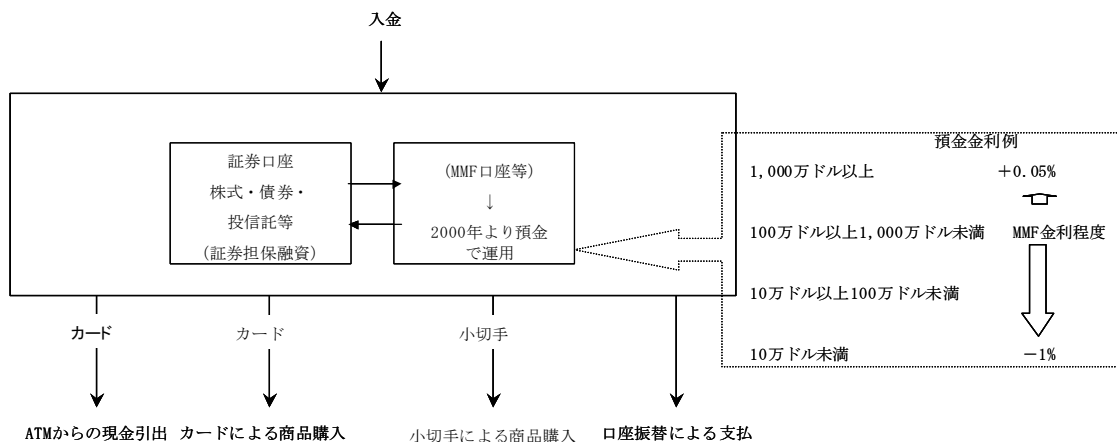 入金
証券口座
株式・債券・
投信託等
(証券担保融資)
(MMF口座等)
↓
2000年より預金
で運用
預金金利例
1,000万ドル以上 +0.05%
100万ドル以上1,000万ドル未満 MMF金利程度
10万ドル以上100万ドル未満
10万ドル未満 -1%
カード
カード
小切手
ATMからの現金引出
カードによる商品購入
小切手による商品購入
口座振替による支払